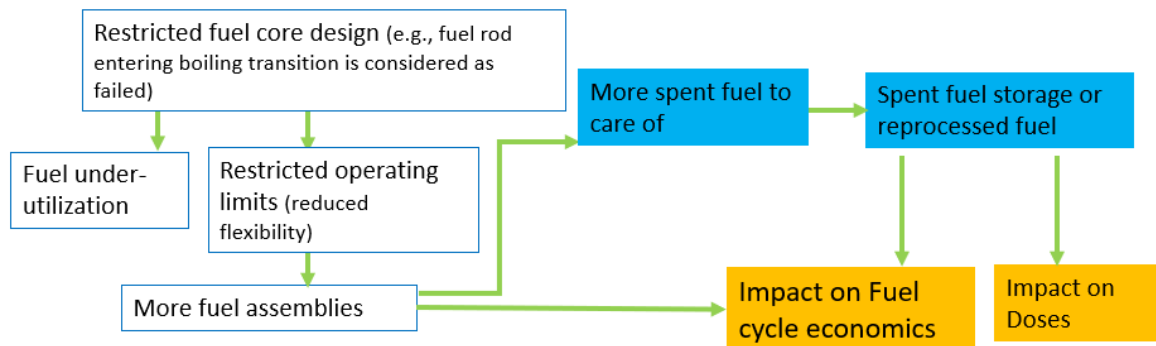 Restricted fuel core design (e.g., fuel rod
entering boiling transition is considered as
failed)
Fuel under-
utilization
Restricted operating
limits (reduced
flexibility)
More fuel assemblies
More spent fuel to
care of
Spent fuel storage or
reprocessed fuel
Impact on Fuel
cycle economics
Impact on
Doses